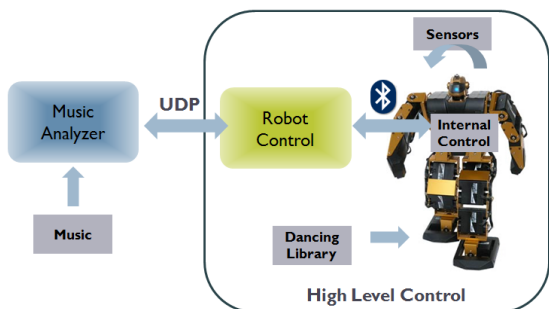 Sensors
Music
Analyzer
UDP
Robot
Control
Internal
Control
Music
Dancing
Library
High Level Control